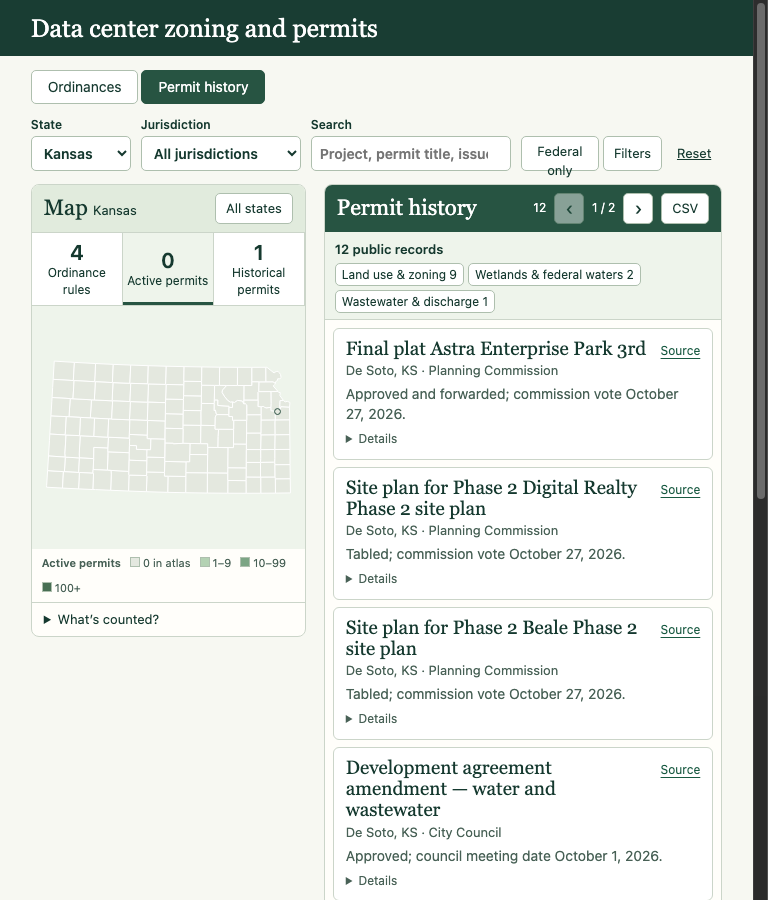 Data center zoning and permits
Ordinances
Permit history
State
Jurisdiction
Search
Kansas
All jurisdictions
Project, permit title, issue
Federal only
Filters
Reset
Map Kansas
All states
4
Ordinance rules
0
Active permits
1
Historical permits
Active permits
0 in atlas
1–9
10–99
100+
What's counted?
Permit history
12
‹
1 / 2
›
CSV
12 public records
Land use & zoning 9
Wetlands & federal waters 2
Wastewater & discharge 1
Final plat Astra Enterprise Park 3rd
Source
De Soto, KS · Planning Commission
Approved and forwarded; commission vote October
27, 2026.
Details
Site plan for Phase 2 Digital Realty
Phase 2 site plan
Source
De Soto, KS · Planning Commission
Tabled; commission vote October 27, 2026.
Details
Site plan for Phase 2 Beale Phase 2
site plan
Source
De Soto, KS · Planning Commission
Tabled; commission vote October 27, 2026.
Details
Development agreement
amendment — water and
wastewater
Source
De Soto, KS · City Council
Approved; council meeting date October 1, 2026.
Details